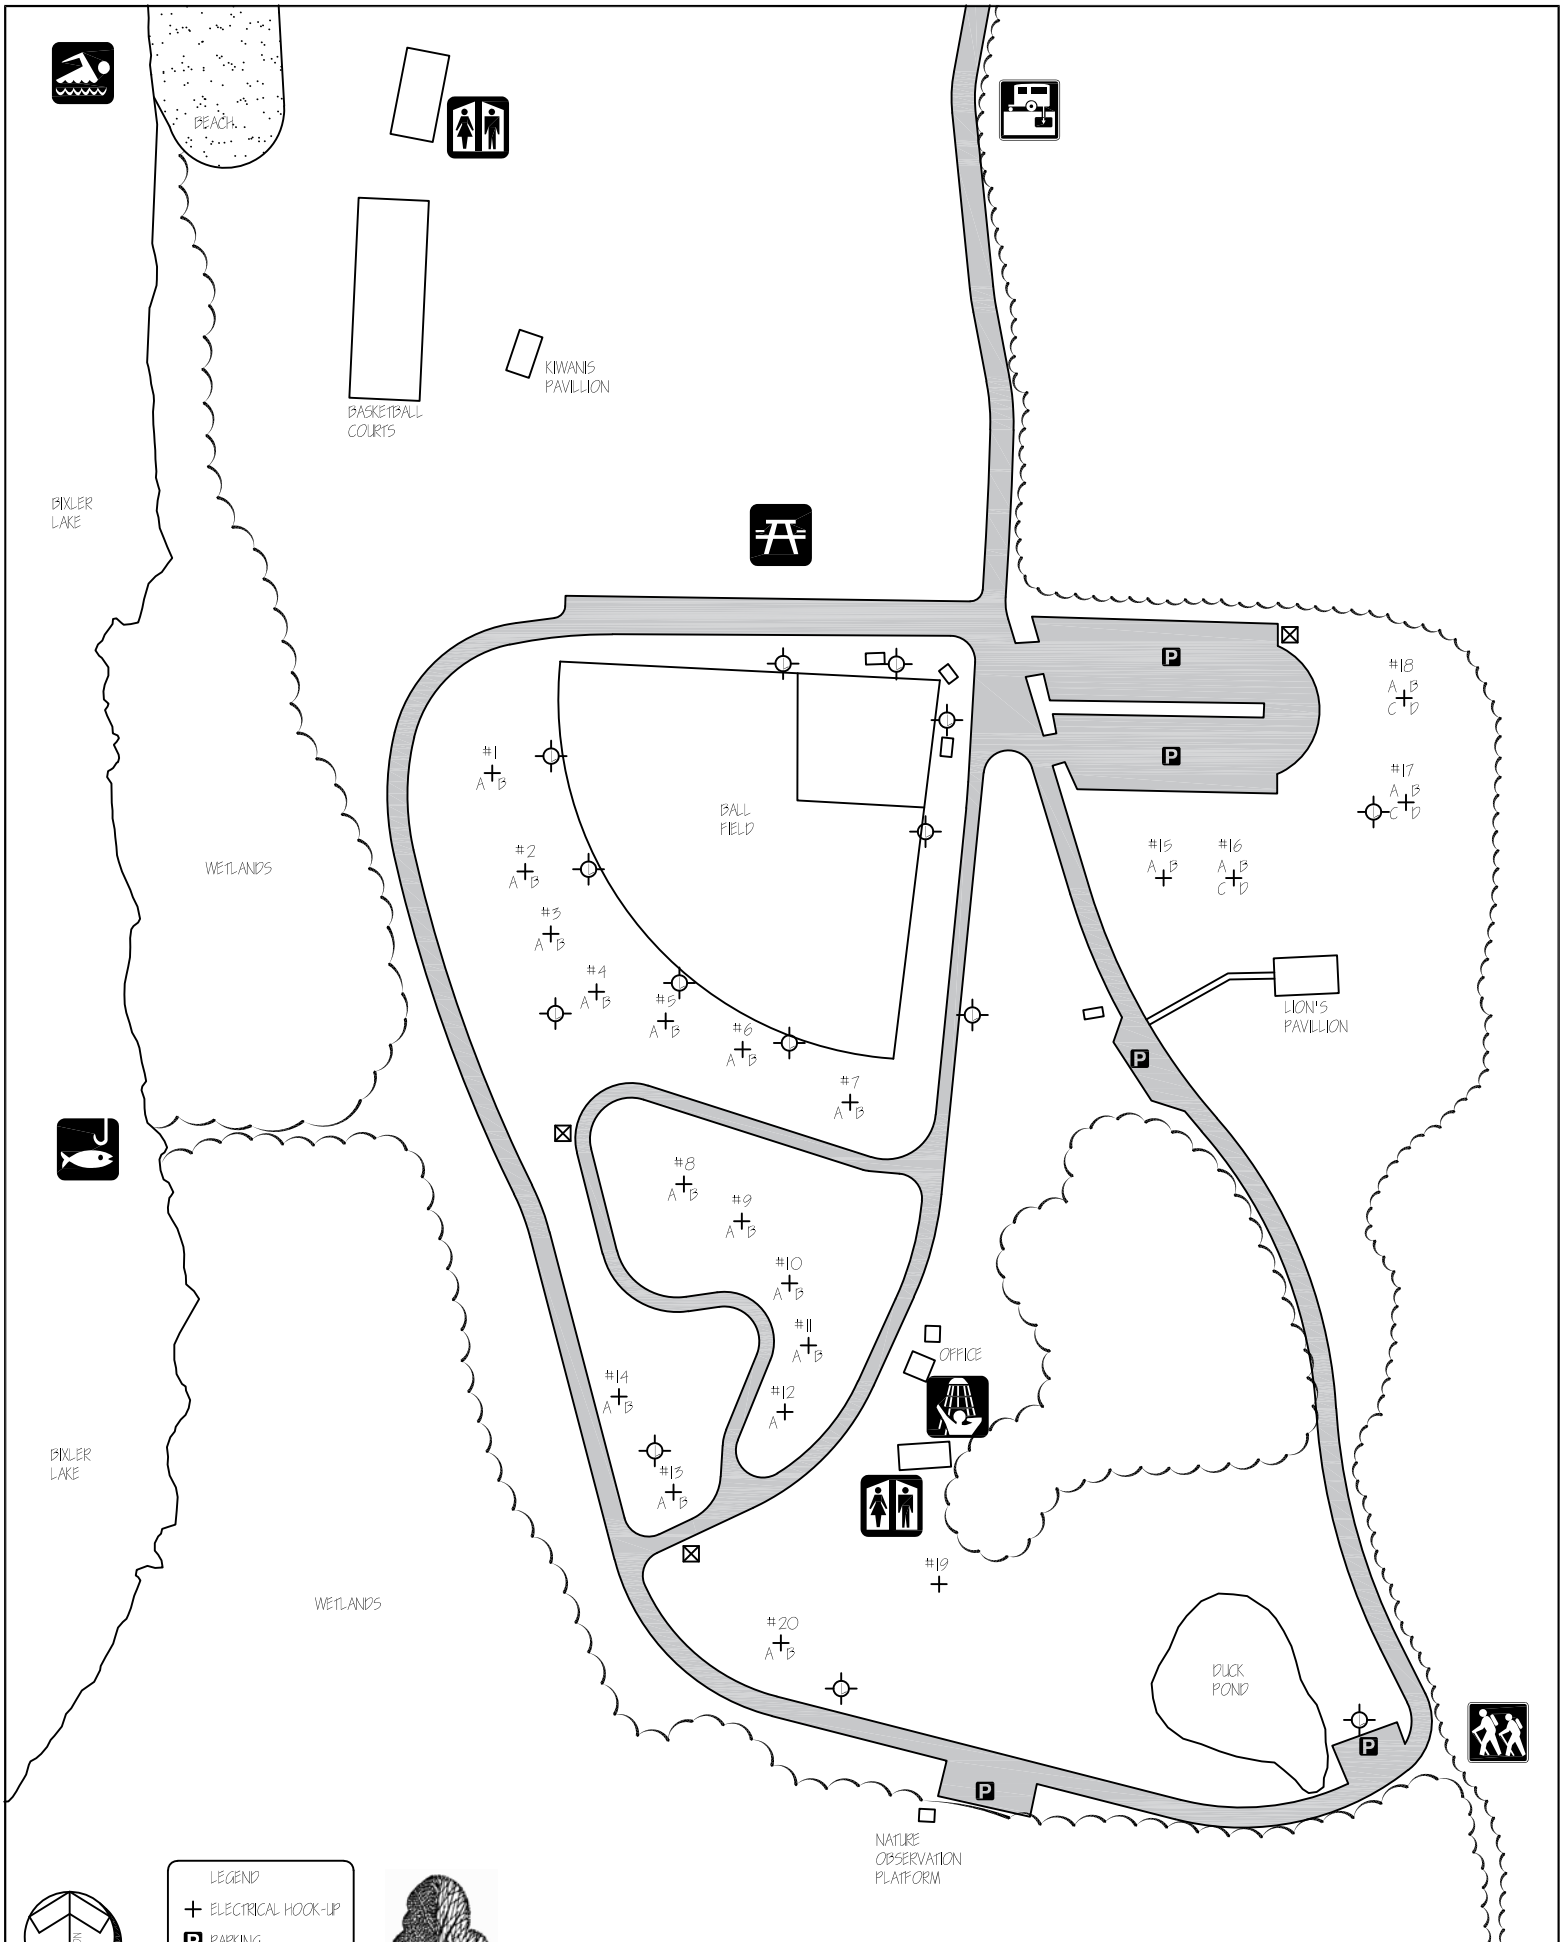 BEACH
KIWANIS
PAVILLION
BASKETBALL
COURTS
BIXLER
LAKE
P
#18
A B
C D
#1
A B
P
#17
A B
C D
BALL
FIELD
#2
A B
#15
A B
#16
A B
C D
WETLANDS
#3
A B
#4
A B
#5
A B
LION'S
PAVILLION
#6
A B
P
#7
A B
#8
A B
#9
A B
#10
A B
#11
A B
OFFICE
#14
A B
#12
A
BIXLER
LAKE
#13
A B
#19
WETLANDS
#20
A B
DUCK
POND
P
P
NATURE
OBSERVATION
PLATFORM
LEGEND
ELECTRICAL HOOK-UP
P PARKING